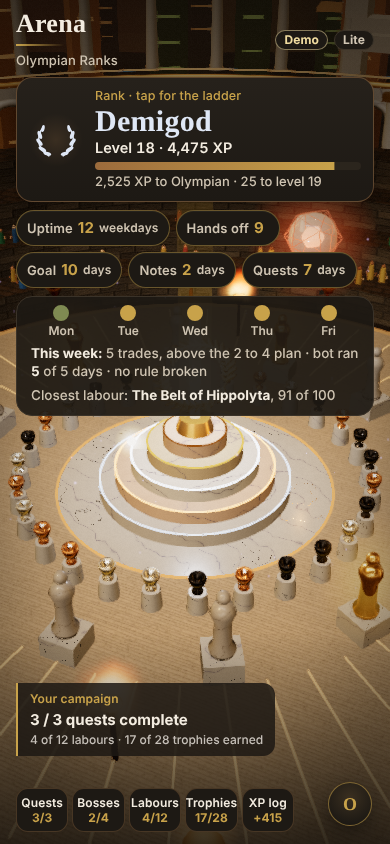 Arena
Demo
Lite
Olympian Ranks
Rank · tap for the ladder
Demigod
Level 18 · 4,475 XP
2,525 XP to Olympian · 25 to level 19
Uptime 12 weekdays
Hands off 9
Goal 10 days
Notes 2 days
Quests 7 days
Mon Tue Wed Thu Fri
This week: 5 trades, above the 2 to 4 plan · bot ran
5 of 5 days · no rule broken
Closest labour: The Belt of Hippolyta, 91 of 100
Your campaign
3 / 3 quests complete
4 of 12 labours · 17 of 28 trophies earned
Quests Bosses Labours Trophies XP log
3/3 2/4 4/12 17/28 +415
O